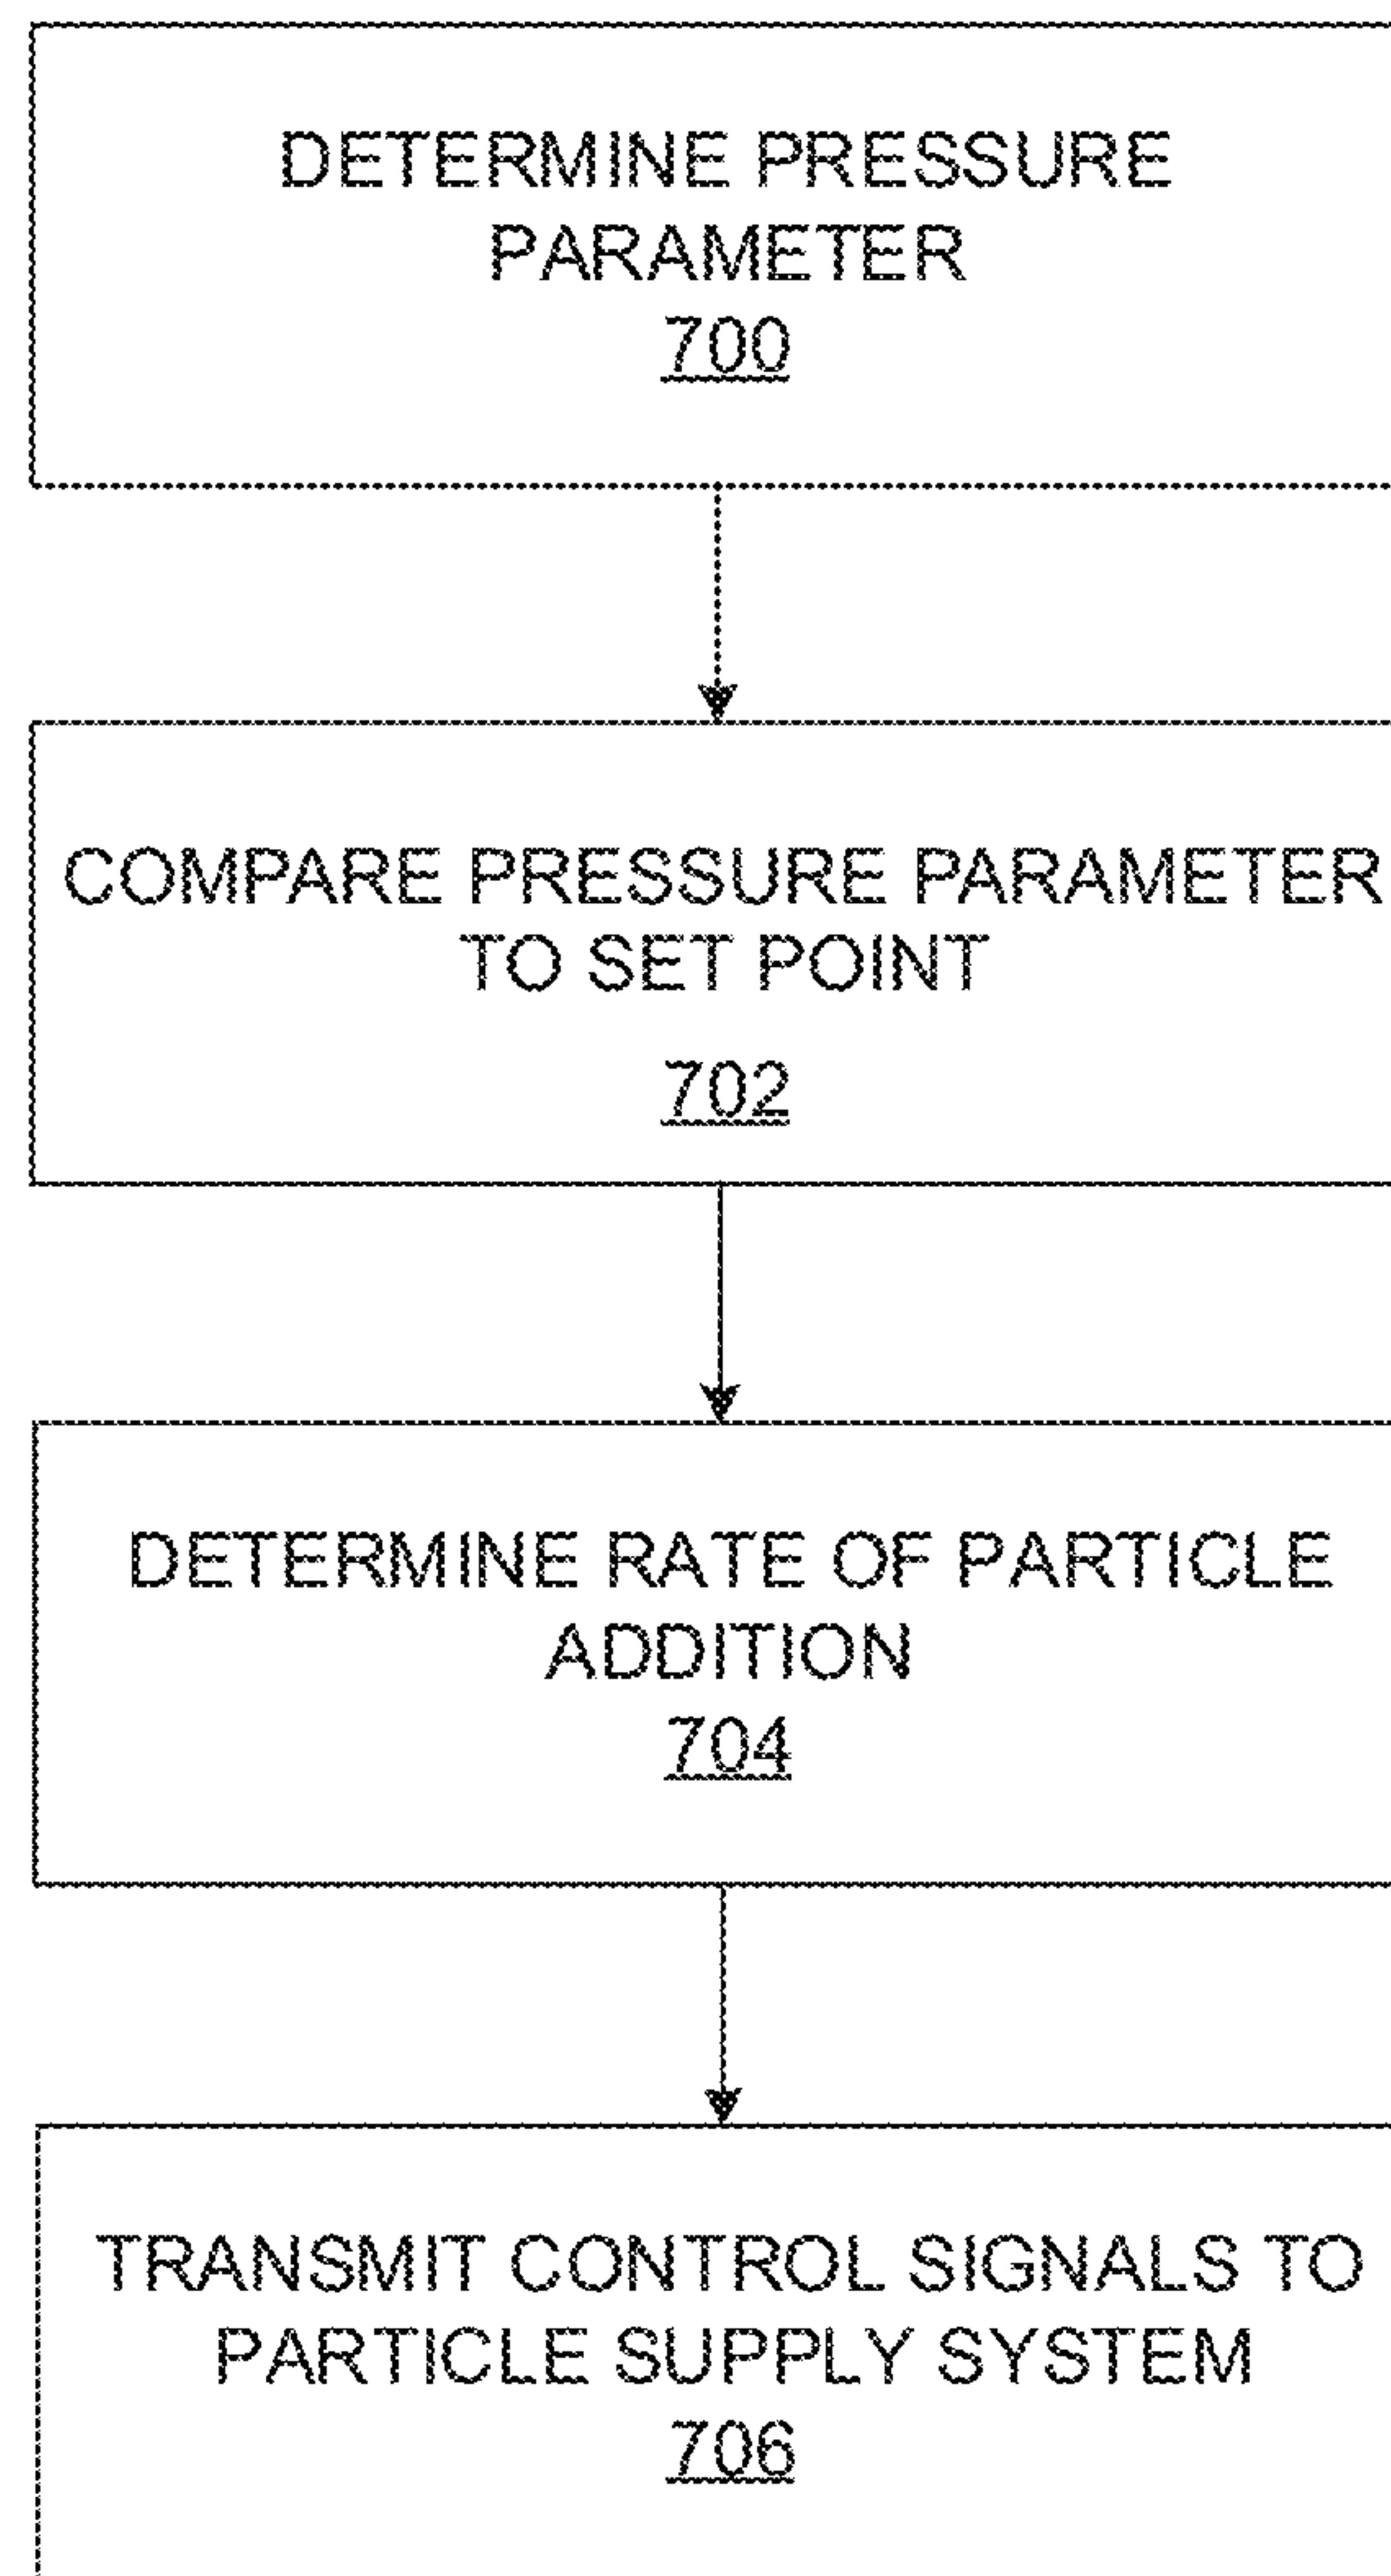 DETERMINE PRESSURE
PARAMETER
700
COMPARE PRESSURE PARAMETER
TO SET POINT
702
DETERMINE RATE OF PARTICLE
ADDITION
704
TRANSMIT CONTROL SIGNALS TO
PARTICLE SUPPLY SYSTEM
706